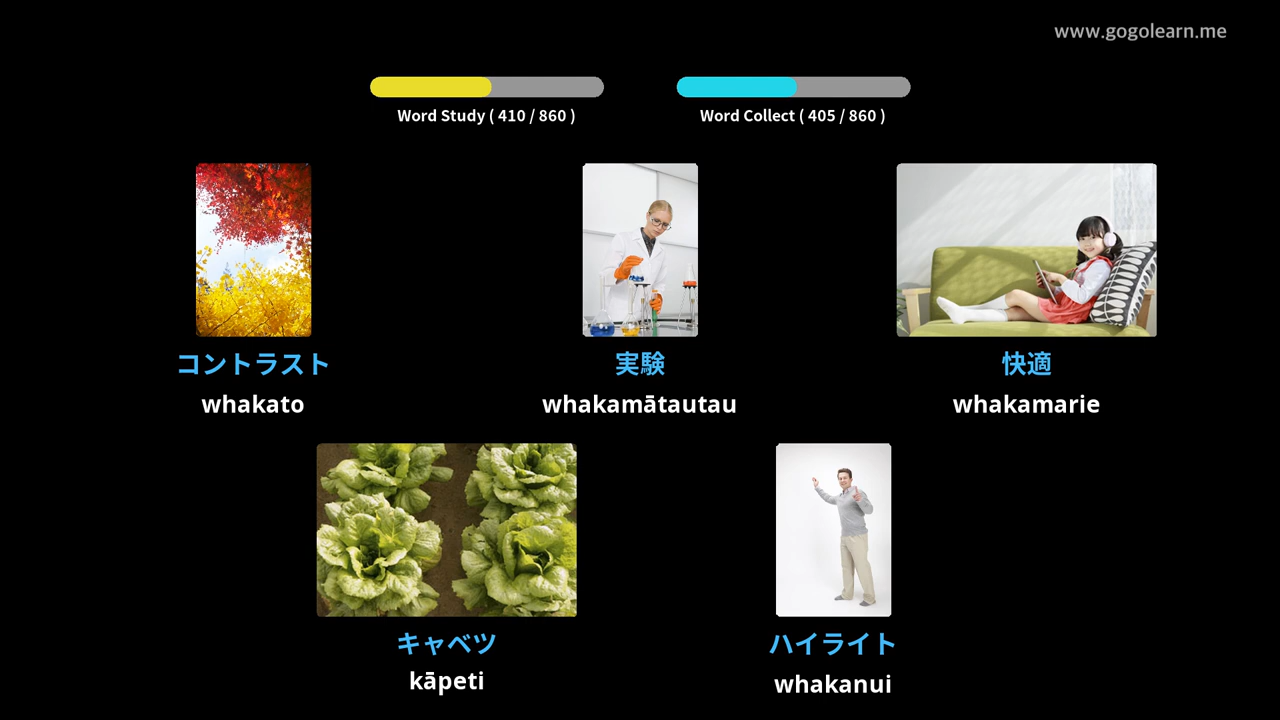 www.gogolearn.me
Word Study ( 410 / 860 )
Word Collect ( 405 / 860 )
コントラスト
whakato
実験
whakamātautau
快適
whakamarie
キャベツ
kāpeti
ハイライト
whakanui